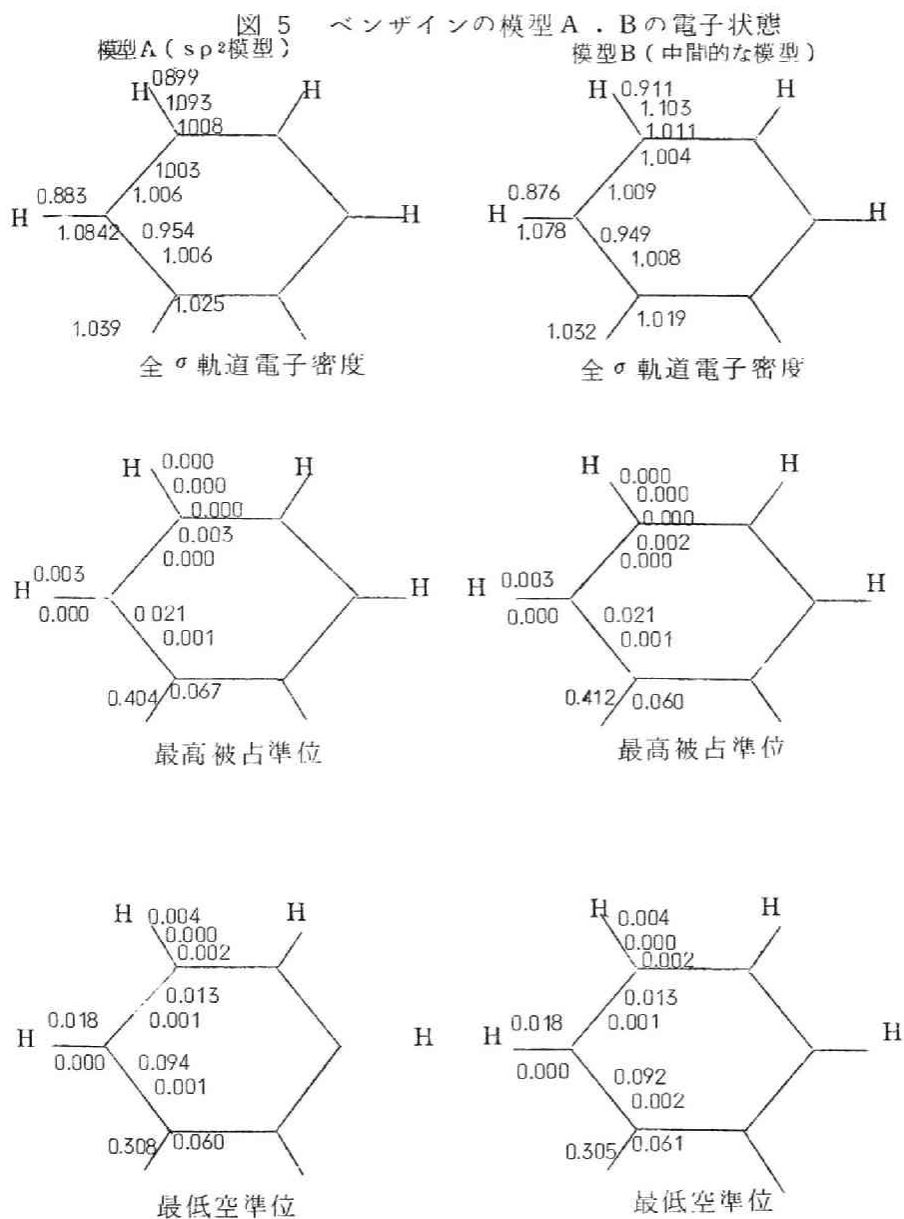 図 5 ベンザインの模型A.Bの電子状態
模型A(sp²模型) 模型B(中間的な模型)
H 0.899 H H 0.911 H
1.093 1.103
1.008 1.011
1.003 1.004
0.883 1.006 0.876 1.009
H H H H
1.0842 0.954 1.078 0.949
1.006 1.008
1.025 1.019
1.039 1.032
全σ軌道電子密度 全σ軌道電子密度
H 0.000 H H 0.000 H
0.000 0.000
0.000 0.000
0.003 0.002
0.000 0.000
0.003 0.003
H H H H
0.000 0.021 0.000 0.021
0.001 0.001
0.404 0.067 0.412 0.060
最高被占準位 最高被占準位
H 0.004 H H 0.004 H
0.000 0.000
0.002 0.002
0.013 0.013
0.018 0.001 0.018 0.001
H H H H
0.000 0.094 0.000 0.092
0.001 0.002
0.308 0.060 0.305 0.061
最低空準位 最低空準位